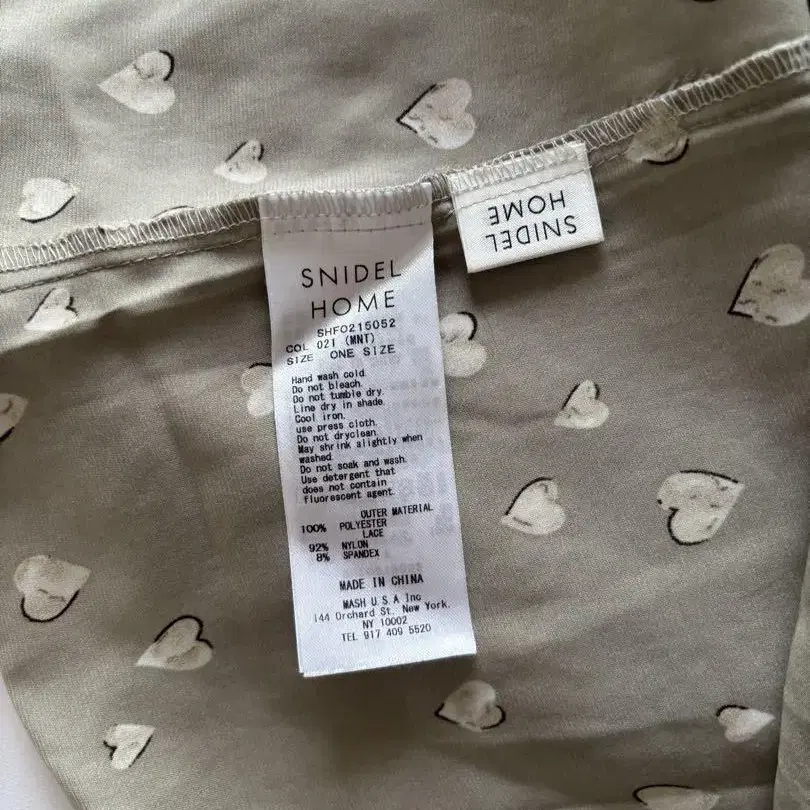 SNIDEL
HOME
SHFO215052
COL 021 (MNT)
SIZE ONE SIZE
Hand wash cold.
Do not bleach.
Do not tumble dry.
Line dry in shade.
Cool iron.
use press cloth.
Do not dryclean.
May shrink slightly when
washed.
Do not soak and wash.
Use detergent that
does not contain
fluorescent agent.
OUTER MATERIAL
100% POLYESTER
LACE
92% NYLON
8% SPANDEX
MADE IN CHINA
MASH U.S.A Inc
144 Orchard St. New York.
NY 10002
TEL 917 409 5520
SNIDEL
HOME